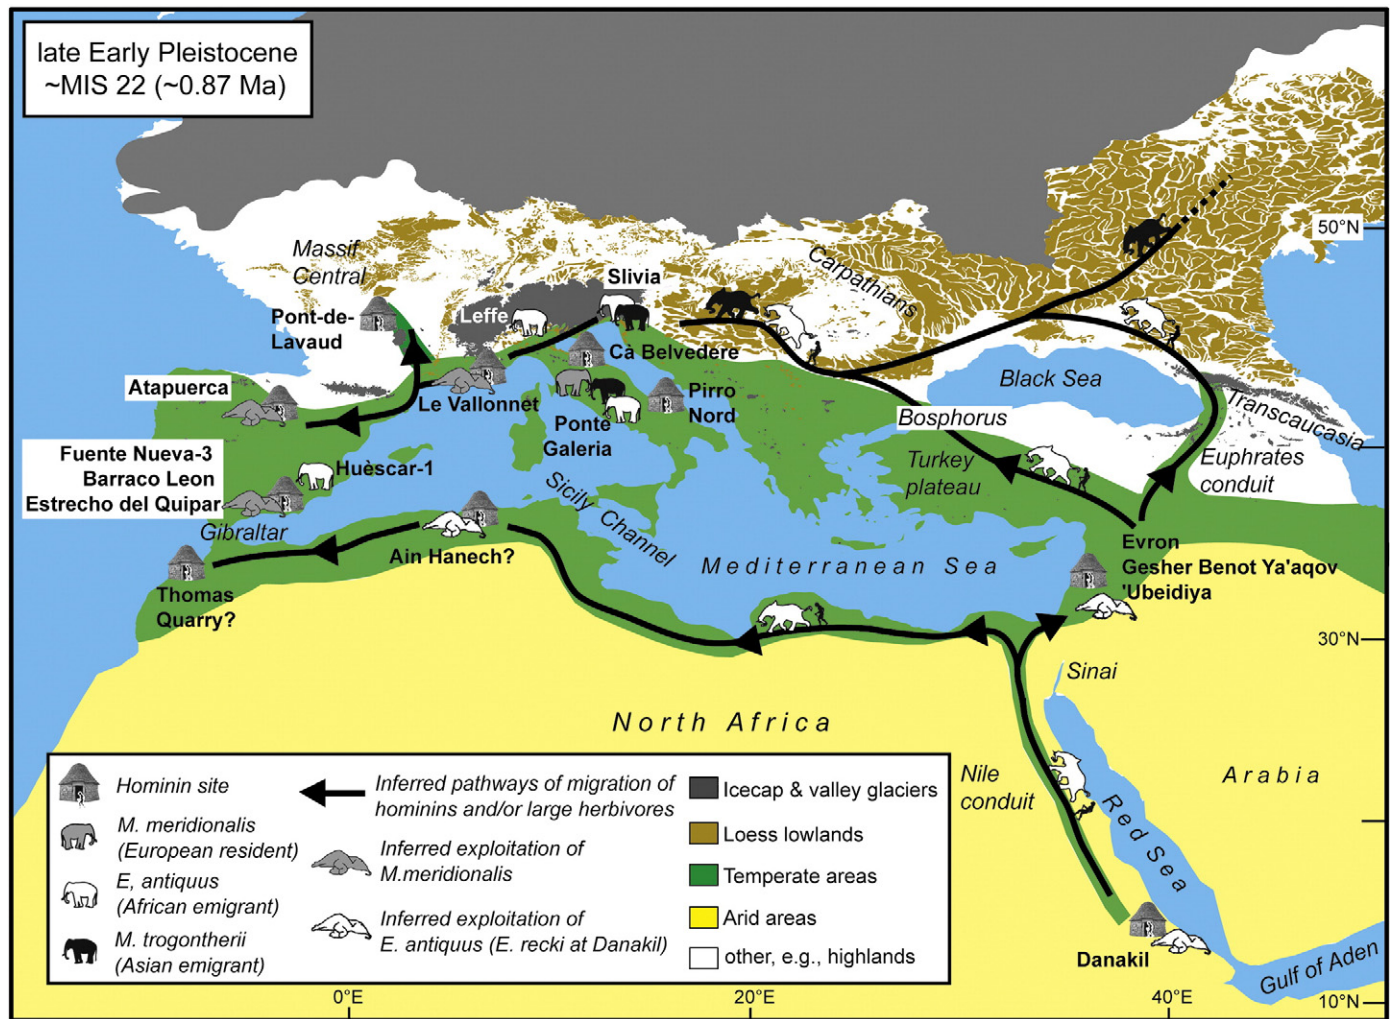 late Early Pleistocene
~MIS 22 (~0.87 Ma)
50°N
Massif
Central
Carpathians
Slivia
Pont-de-
Lavaud
Leffe
Cà Belvedere
Black Sea
Atapuerca
Le Vallonnet
Pirro
Nord
Transcaucasia
Bosphorus
Ponte
Galeria
Fuente Nueva-3
Barraco Leon
Estrecho del Quipar
Huèscar-1
Turkey
plateau
Euphrates
conduit
Sicily Channel
Gibraltar
Ain Hanech?
Mediterranean Sea
Evron
Gesher Benot Ya'aqov
'Ubeidiya
Thomas
Quarry?
30°N
Sinai
North Africa
Nile
conduit
Arabia
Red Sea
Danakil
Gulf of Aden
Hominin site
M. meridionalis
(European resident)
E, antiquus
(African emigrant)
M. trogontherii
(Asian emigrant)
Inferred pathways of migration of
hominins and/or large herbivores
Inferred exploitation of
M.meridionalis
Inferred exploitation of
E. antiquus (E. recki at Danakil)
Icecap & valley glaciers
Loess lowlands
Temperate areas
Arid areas
other, e.g., highlands
0°E
20°E
40°E
10°N